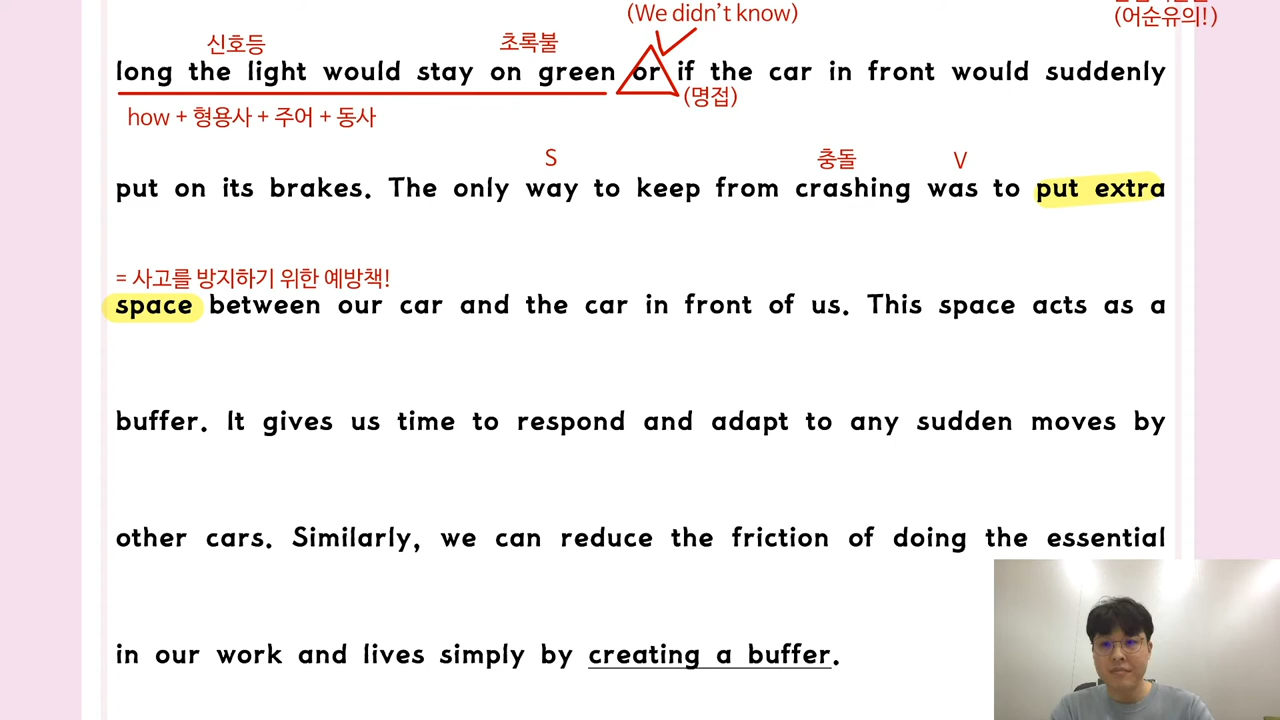 (We didn't know)
(어순유의!)
신호등 초록불
long the light would stay on green or if the car in front would suddenly
(명접)
how + 형용사 + 주어 + 동사
S 충돌 V
put on its brakes. The only way to keep from crashing was to put extra
= 사고를 방지하기 위한 예방책!
space between our car and the car in front of us. This space acts as a
buffer. It gives us time to respond and adapt to any sudden moves by
other cars. Similarly, we can reduce the friction of doing the essential
in our work and lives simply by creating a buffer.